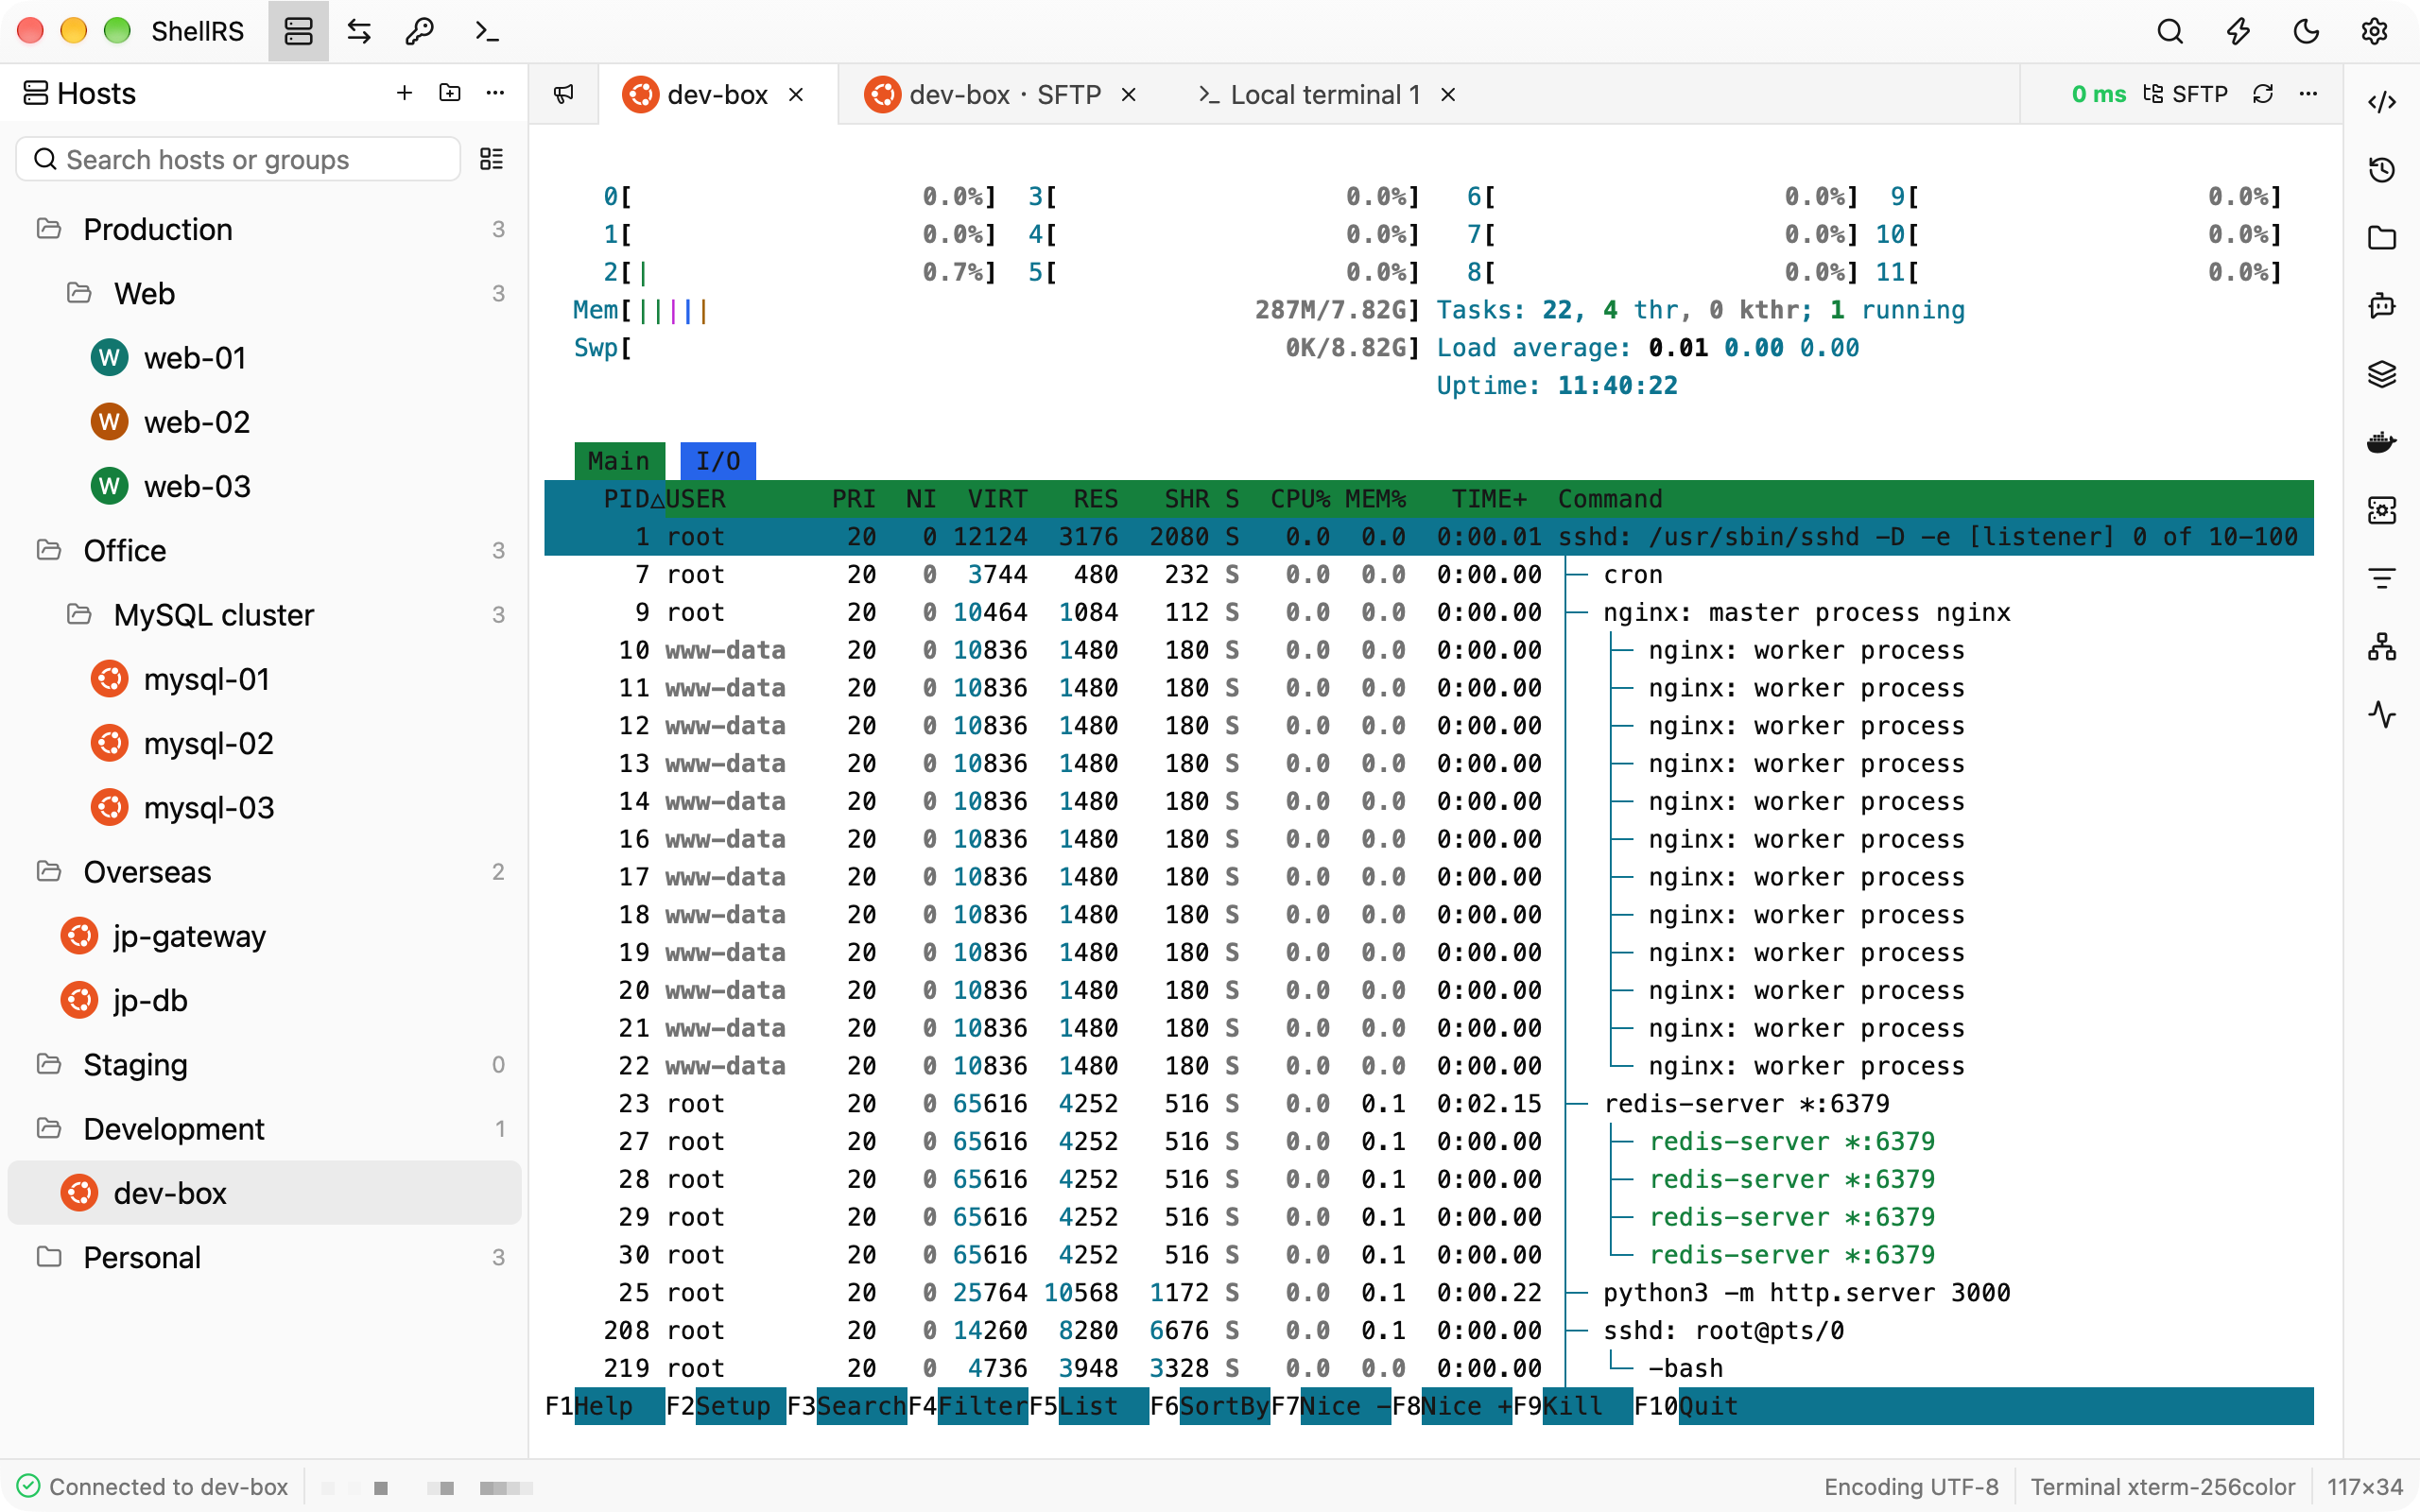 ShellRS
Hosts
dev-box
dev-box · SFTP
Local terminal 1
0 ms
SFTP
Search hosts or groups
Production 3
Web 3
W web-01
W web-02
W web-03
Office 3
MySQL cluster 3
mysql-01
mysql-02
mysql-03
Overseas 2
jp-gateway
jp-db
Staging 0
Development 1
dev-box
Personal 3
0[ 0.0%] 3[ 0.0%] 6[ 0.0%] 9[ 0.0%]
1[ 0.0%] 4[ 0.0%] 7[ 0.0%] 10[ 0.0%]
2[| 0.7%] 5[ 0.0%] 8[ 0.0%] 11[ 0.0%]
Mem[||||| 287M/7.82G] Tasks: 22, 4 thr, 0 kthr; 1 running
Swp[ 0K/8.82G] Load average: 0.01 0.00 0.00
Uptime: 11:40:22
Main I/O
PID△USER PRI NI VIRT RES SHR S CPU% MEM% TIME+ Command
1 root 20 0 12124 3176 2080 S 0.0 0.0 0:00.01 sshd: /usr/sbin/sshd -D -e [listener] 0 of 10-100
7 root 20 0 3744 480 232 S 0.0 0.0 0:00.00 ├─ cron
9 root 20 0 10464 1084 112 S 0.0 0.0 0:00.00 ├─ nginx: master process nginx
10 www-data 20 0 10836 1480 180 S 0.0 0.0 0:00.00 │ ├─ nginx: worker process
11 www-data 20 0 10836 1480 180 S 0.0 0.0 0:00.00 │ ├─ nginx: worker process
12 www-data 20 0 10836 1480 180 S 0.0 0.0 0:00.00 │ ├─ nginx: worker process
13 www-data 20 0 10836 1480 180 S 0.0 0.0 0:00.00 │ ├─ nginx: worker process
14 www-data 20 0 10836 1480 180 S 0.0 0.0 0:00.00 │ ├─ nginx: worker process
16 www-data 20 0 10836 1480 180 S 0.0 0.0 0:00.00 │ ├─ nginx: worker process
17 www-data 20 0 10836 1480 180 S 0.0 0.0 0:00.00 │ ├─ nginx: worker process
18 www-data 20 0 10836 1480 180 S 0.0 0.0 0:00.00 │ ├─ nginx: worker process
19 www-data 20 0 10836 1480 180 S 0.0 0.0 0:00.00 │ ├─ nginx: worker process
20 www-data 20 0 10836 1480 180 S 0.0 0.0 0:00.00 │ ├─ nginx: worker process
21 www-data 20 0 10836 1480 180 S 0.0 0.0 0:00.00 │ ├─ nginx: worker process
22 www-data 20 0 10836 1480 180 S 0.0 0.0 0:00.00 │ └─ nginx: worker process
23 root 20 0 65616 4252 516 S 0.0 0.1 0:02.15 ├─ redis-server *:6379
27 root 20 0 65616 4252 516 S 0.0 0.1 0:00.00 │ ├─ redis-server *:6379
28 root 20 0 65616 4252 516 S 0.0 0.1 0:00.00 │ ├─ redis-server *:6379
29 root 20 0 65616 4252 516 S 0.0 0.1 0:00.00 │ ├─ redis-server *:6379
30 root 20 0 65616 4252 516 S 0.0 0.1 0:00.00 │ └─ redis-server *:6379
25 root 20 0 25764 10568 1172 S 0.0 0.1 0:00.22 ├─ python3 -m http.server 3000
208 root 20 0 14260 8280 6676 S 0.0 0.1 0:00.00 ├─ sshd: root@pts/0
219 root 20 0 4736 3948 3328 S 0.0 0.0 0:00.00 │ └─ -bash
F1Help F2Setup F3SearchF4FilterF5List F6SortByF7Nice -F8Nice +F9Kill F10Quit
Connected to dev-box
Encoding UTF-8
Terminal xterm-256color
117×34